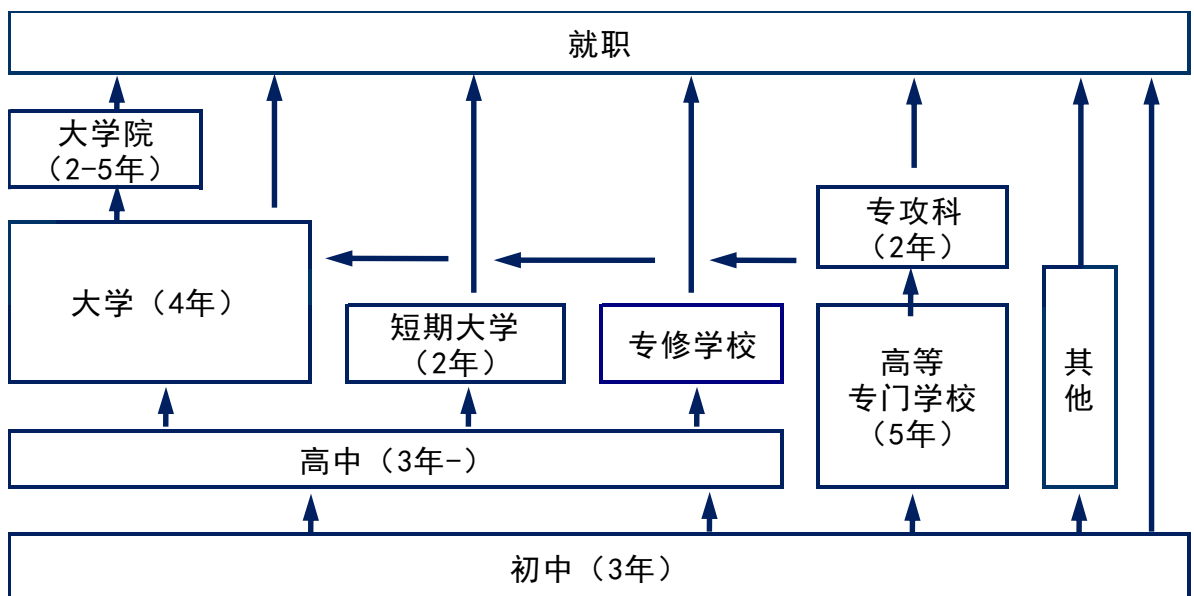 就职
大学院
（2-5年）
专攻科
（2年）
大学（4年）
短期大学
（2年）
专修学校
高等
专门学校
（5年）
其
他
高中（3年-）
初中（3年）